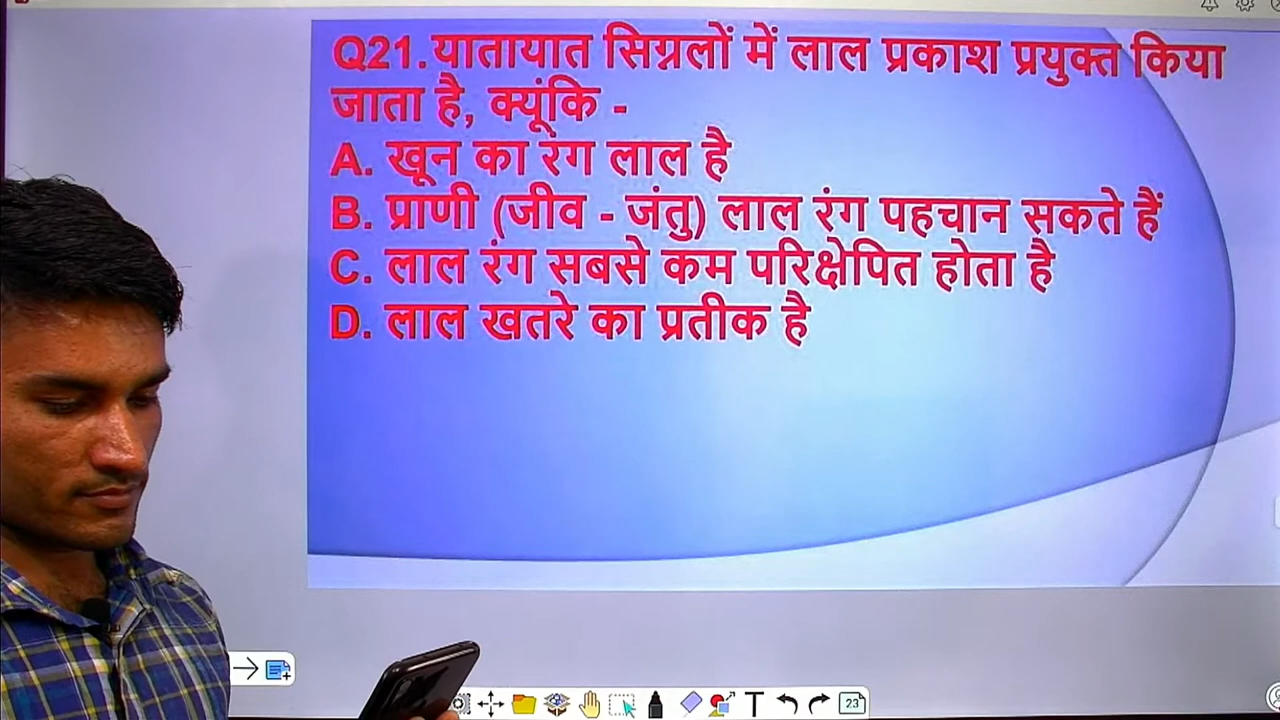 Q21.यातायात सिग्नलों में लाल प्रकाश प्रयुक्त किया
जाता है, क्यूंकि -
A. खून का रंग लाल है
B. प्राणी (जीव - जंतु) लाल रंग पहचान सकते हैं
C. लाल रंग सबसे कम परिक्षेपित होता है
D. लाल खतरे का प्रतीक है
T
23